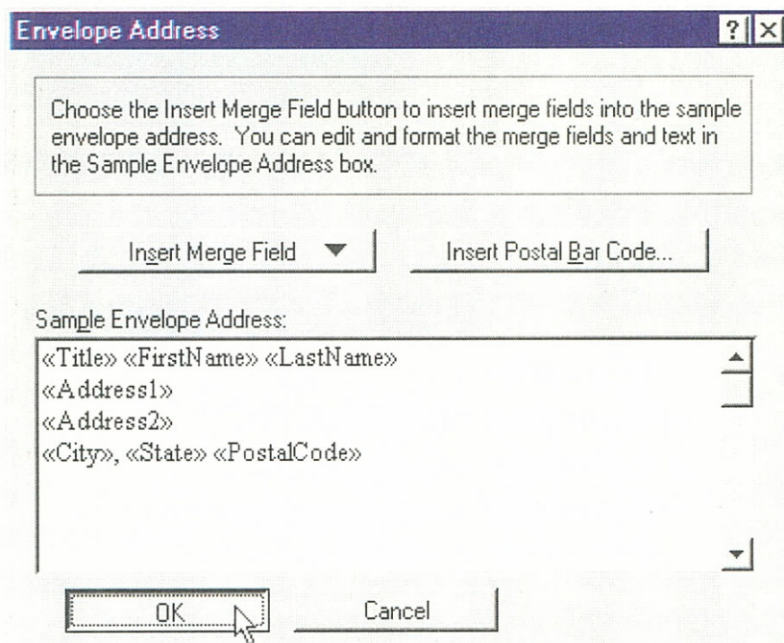 Envelope Address
Choose the Insert Merge Field button to insert merge fields into the sample
envelope address. You can edit and format the merge fields and text in
the Sample Envelope Address box.
Insert Merge Field
Insert Postal Bar Code...
Sample Envelope Address:
«Title» «FirstName» «LastName»
«Address1»
«Address2»
«City», «State» «PostalCode»
OK
Cancel